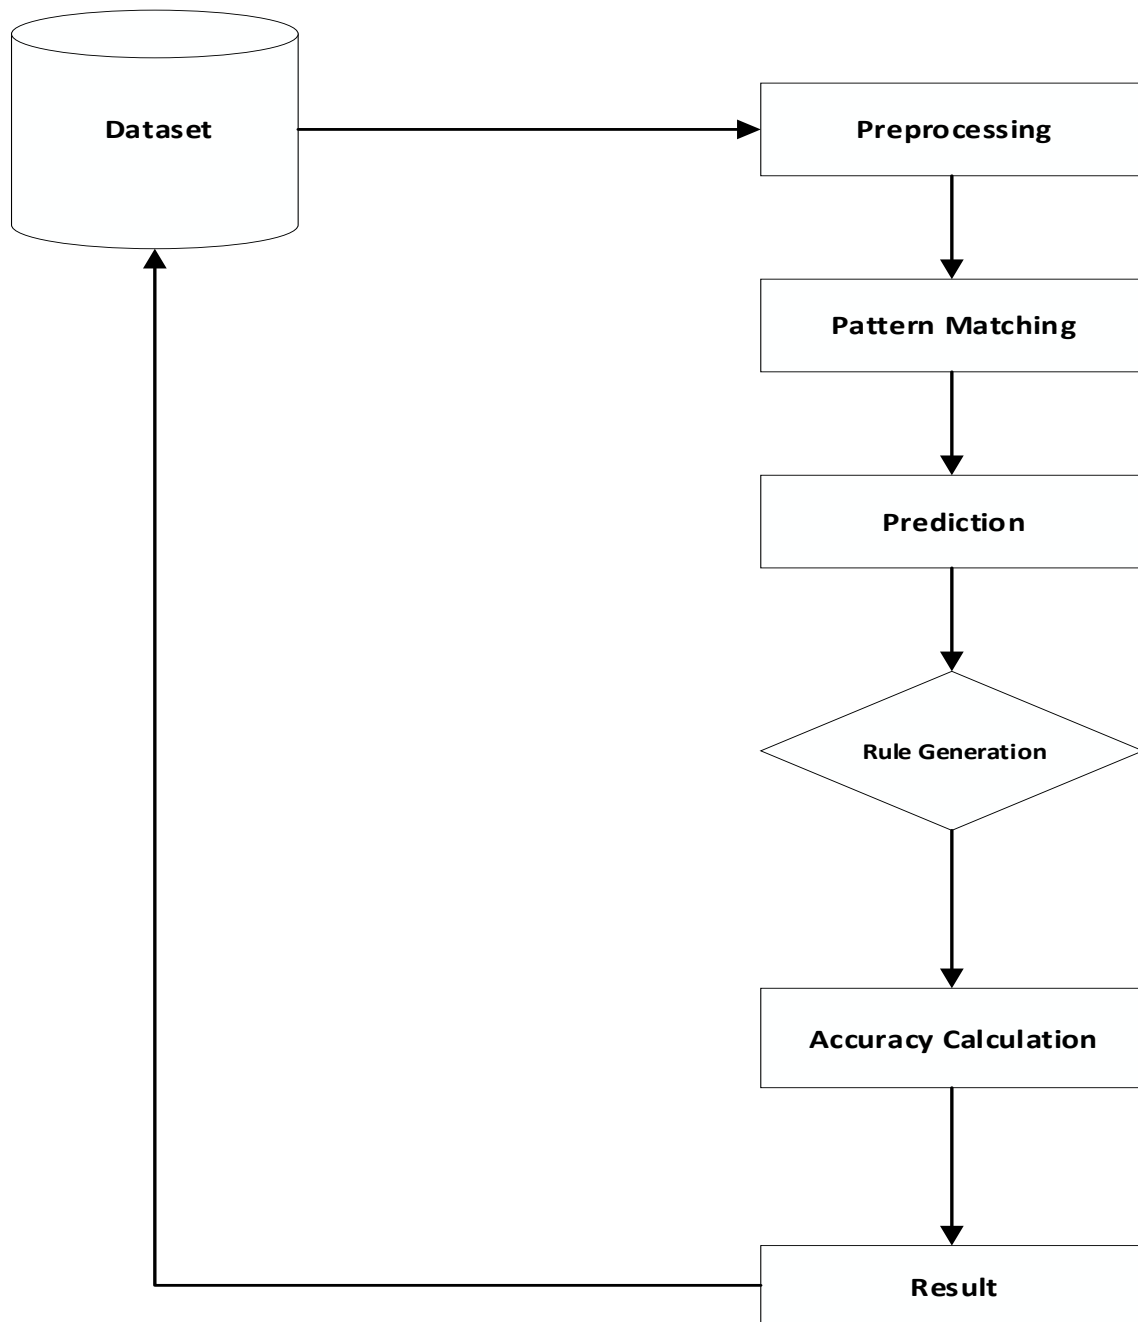 Dataset
Preprocessing
Pattern Matching
Prediction
Rule Generation
Accuracy Calculation
Result